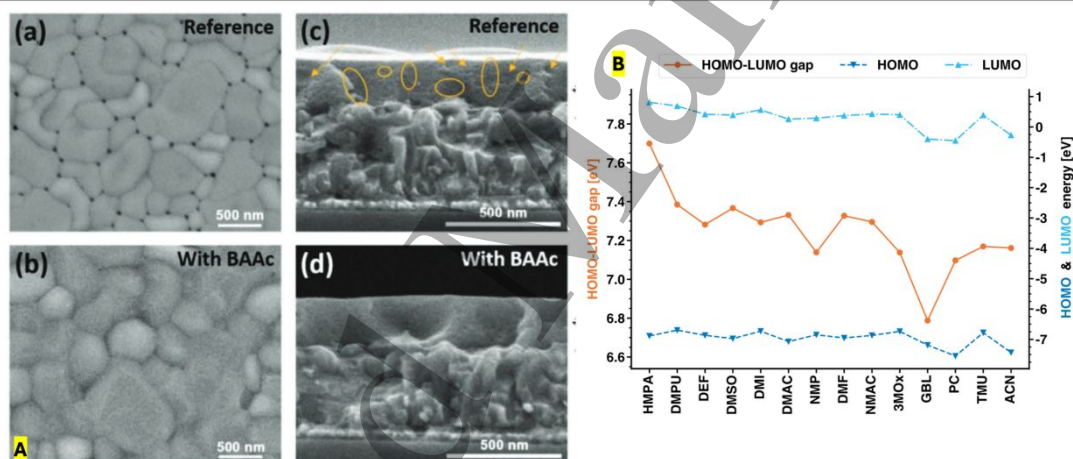 (a) Reference
500 nm
(b) With BAAc
500 nm
A
(c) Reference
500 nm
(d) With BAAc
500 nm
B
HOMO-LUMO gap HOMO LUMO
HOMO-LUMO gap [eV]
7.8
7.6
7.4
7.2
7.0
6.8
6.6
1
0
-1
-2
-3
-4
-5
-6
-7
HOMO & LUMO energy [eV]
HMPA
DMPU
DEF
DMSO
DMI
DMAC
NMP
DMF
NMAC
3MOx
GBL
PC
TMU
ACN